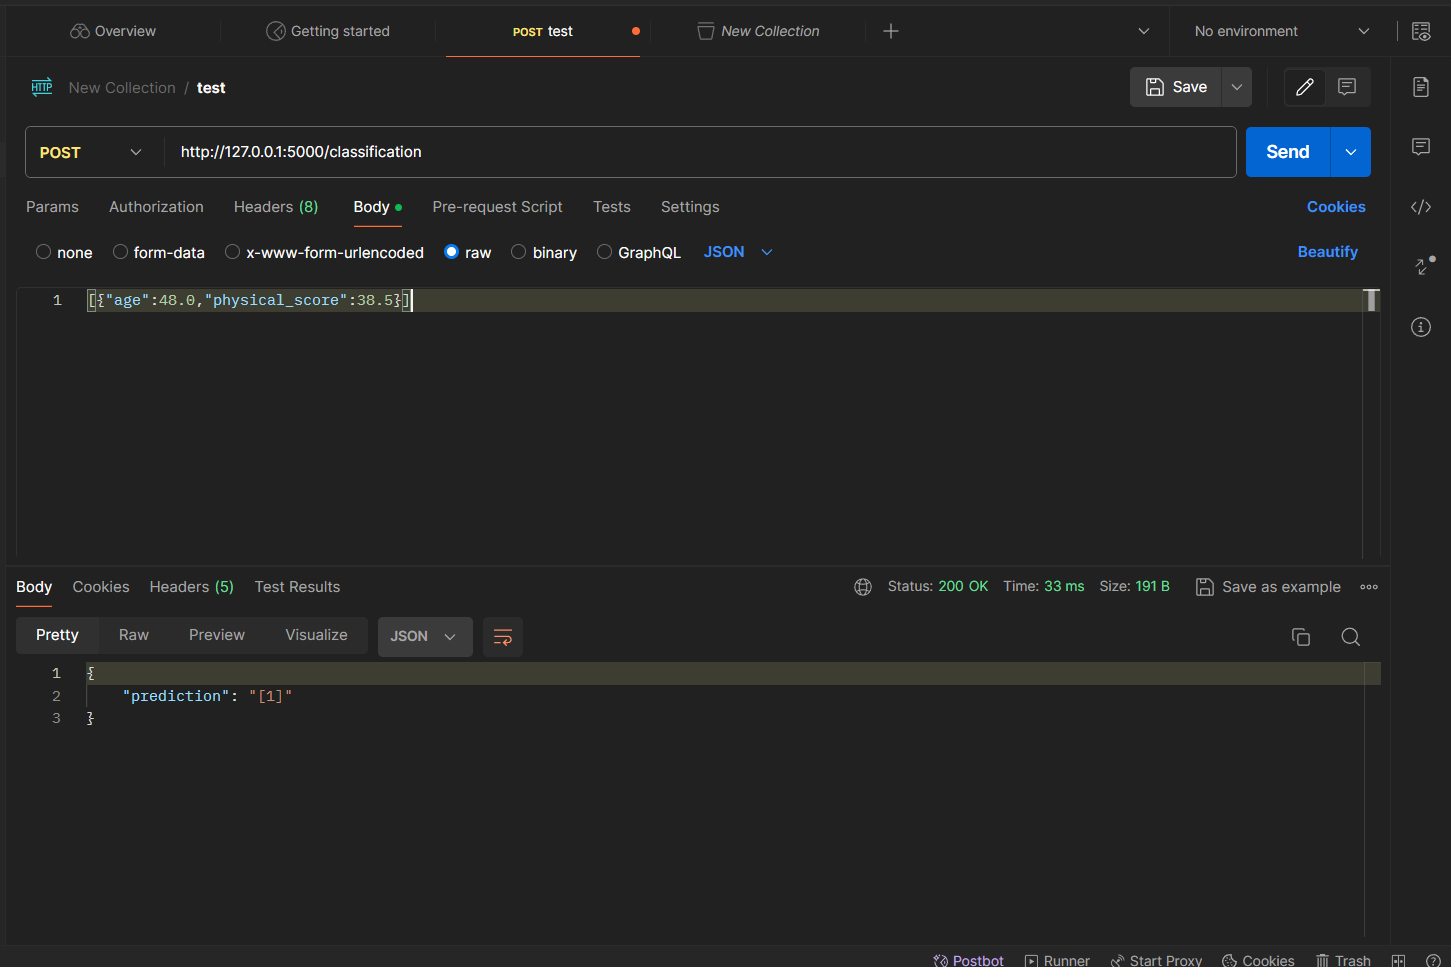 Overview Getting started POST test New Collection No environment
HTTP New Collection / test Save
POST http://127.0.0.1:5000/classification Send
Params Authorization Headers (8) Body Pre-request Script Tests Settings Cookies
none form-data x-www-form-urlencoded raw binary GraphQL JSON Beautify
1 [{"age":48.0,"physical_score":38.5}]
Body Cookies Headers (5) Test Results Status: 200 OK Time: 33 ms Size: 191 B Save as example
Pretty Raw Preview Visualize JSON
1 {
2 "prediction": "[1]"
3 }
Postbot Runner Start Proxy Cookies Trash